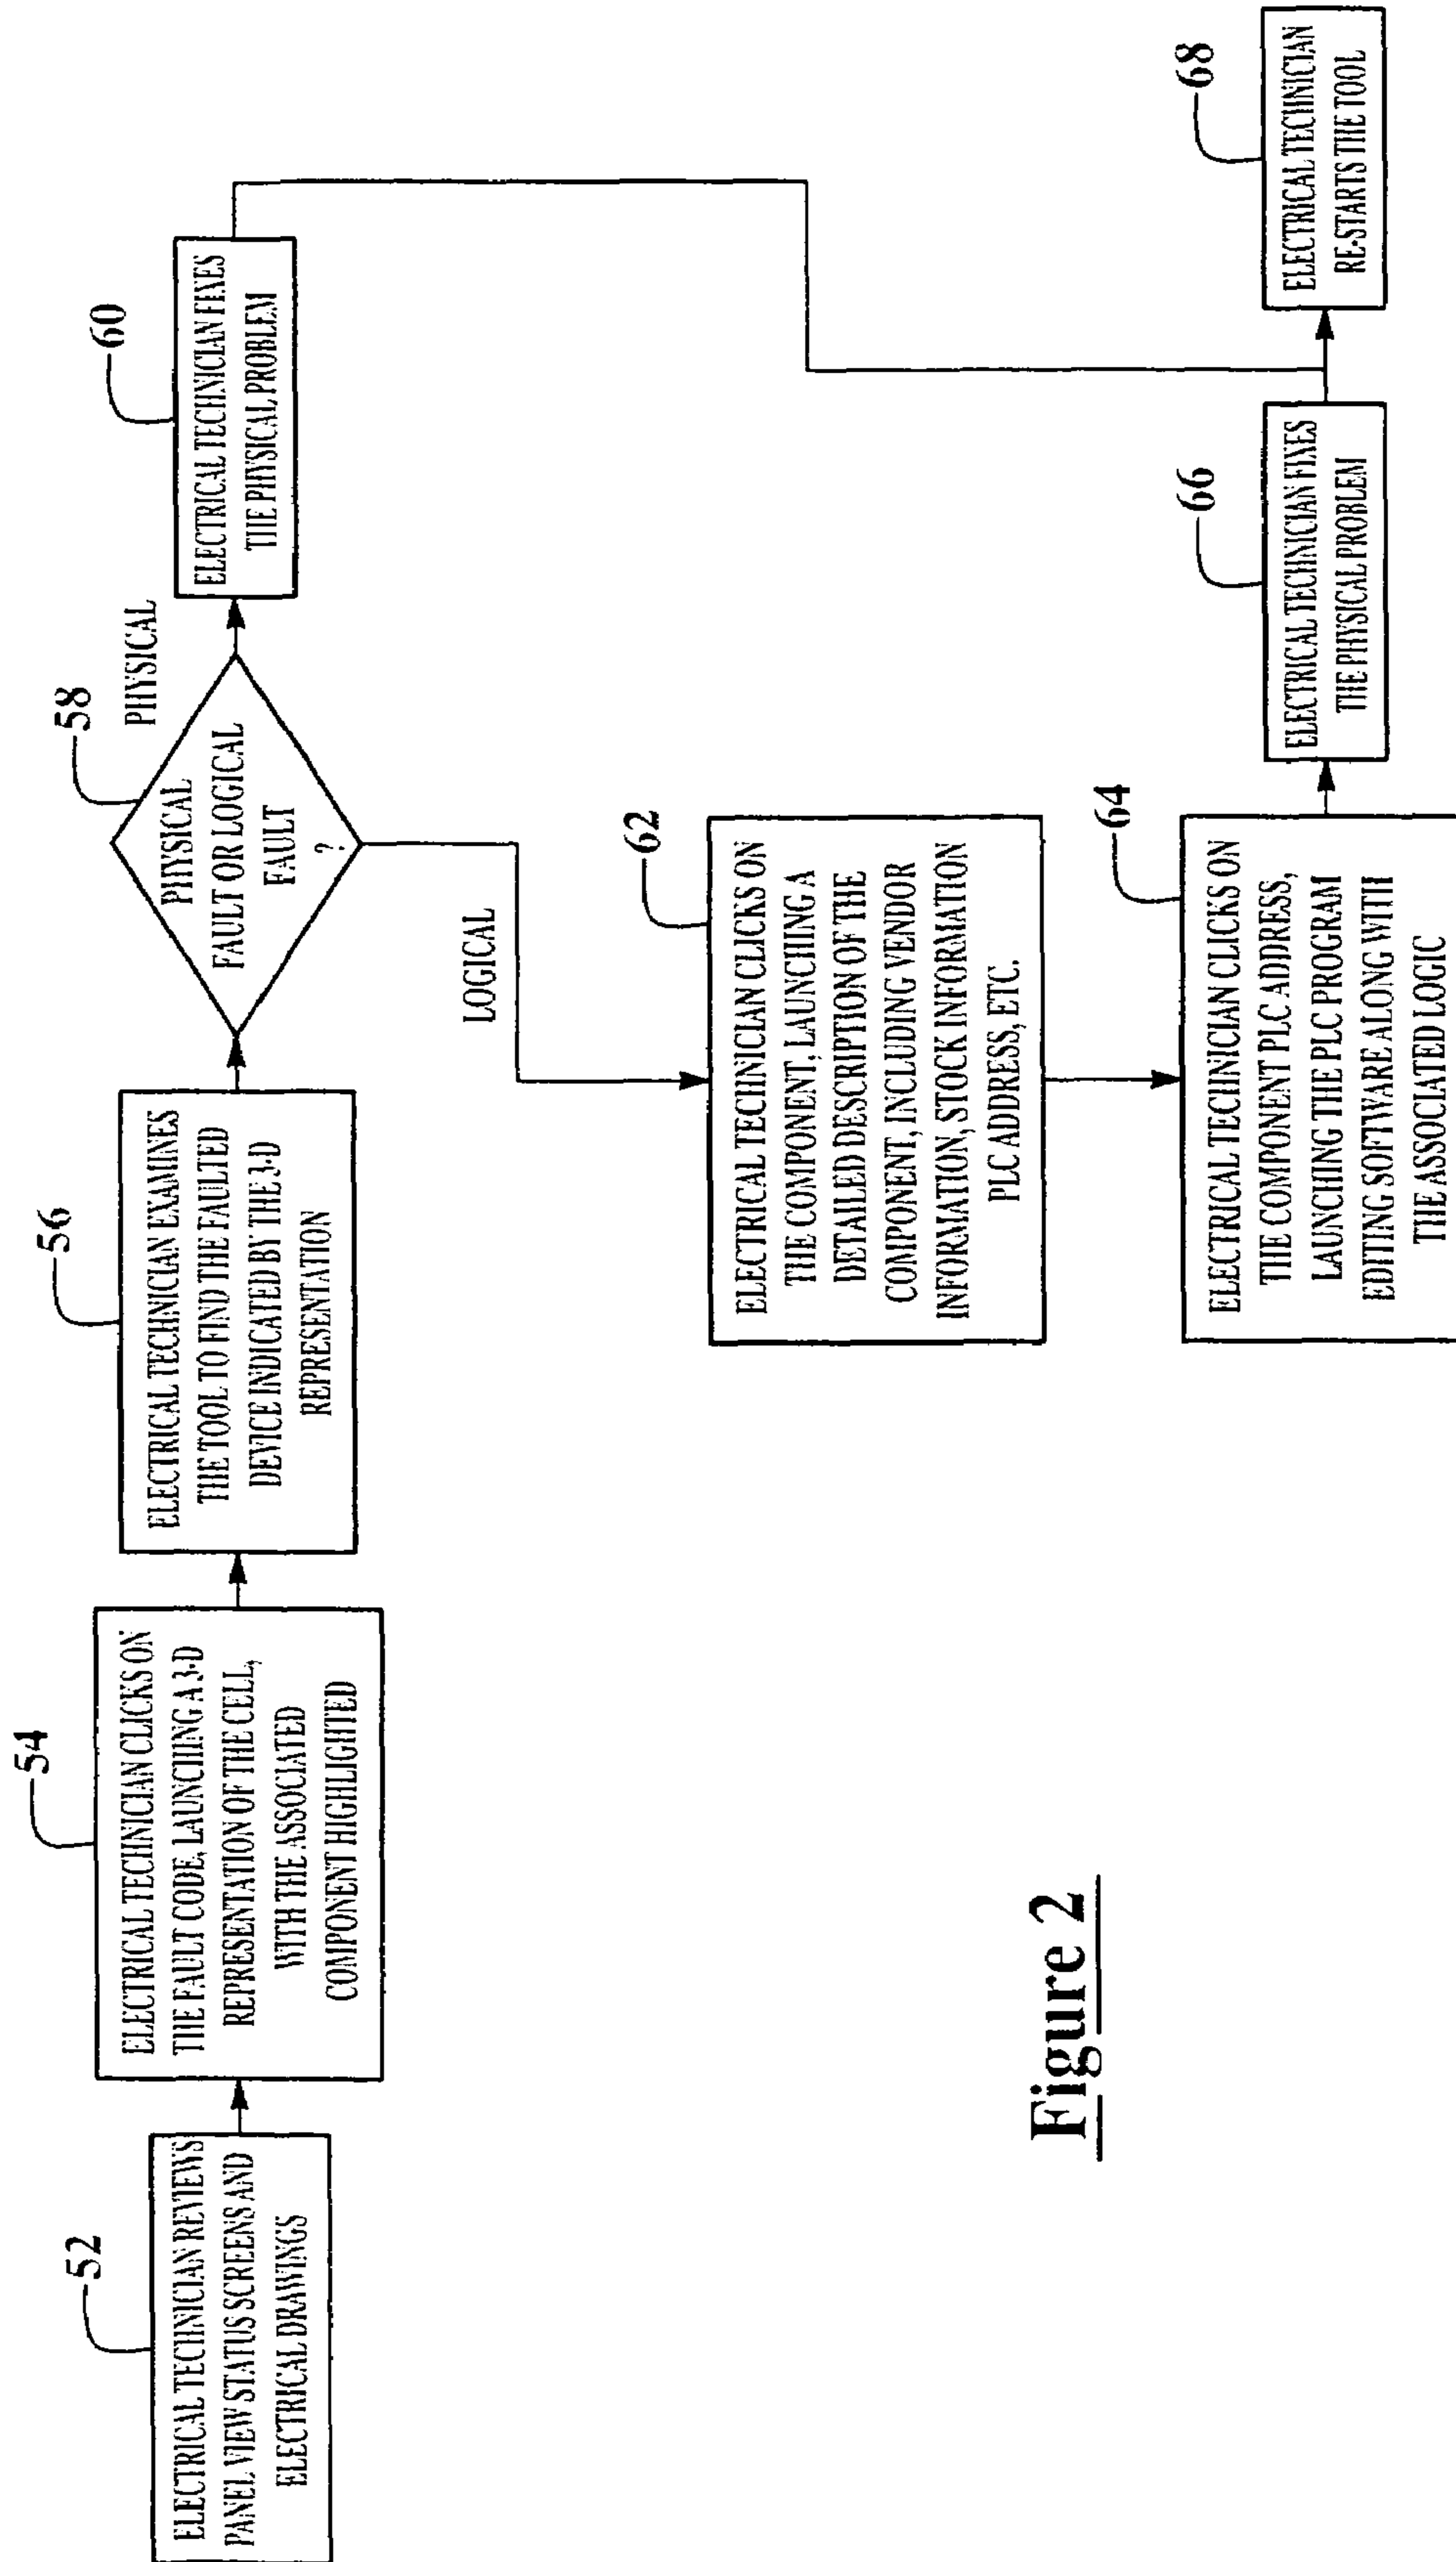 52
ELECTRICAL TECHNICIAN REVIEWS
PANEL VIEW STATUS SCREENS AND
ELECTRICAL DRAWINGS
54
ELECTRICAL TECHNICIAN CLICKS ON
THE FAULT CODE, LAUNCHING A 3-D
REPRESENTATION OF THE CELL,
WITH THE ASSOCIATED
COMPONENT HIGHLIGHTED
56
ELECTRICAL TECHNICIAN EXAMINES
THE TOOL TO FIND THE FAULTED
DEVICE INDICATED BY THE 3-D
REPRESENTATION
58
PHYSICAL
FAULT OR LOGICAL
FAULT
?
PHYSICAL
60
ELECTRICAL TECHNICIAN FIXES
THE PHYSICAL PROBLEM
LOGICAL
62
ELECTRICAL TECHNICIAN CLICKS ON
THE COMPONENT, LAUNCHING A
DETAILED DESCRIPTION OF THE
COMPONENT, INCLUDING VENDOR
INFORMATION, STOCK INFORMATION
PLC ADDRESS, ETC.
64
ELECTRICAL TECHNICIAN CLICKS ON
THE COMPONENT PLC ADDRESS,
LAUNCHING THE PLC PROGRAM
EDITING SOFTWARE ALONG WITH
THE ASSOCIATED LOGIC
66
ELECTRICAL TECHNICIAN FIXES
THE PHYSICAL PROBLEM
68
ELECTRICAL TECHNICIAN
RE-STARTS THE TOOL
Figure 2